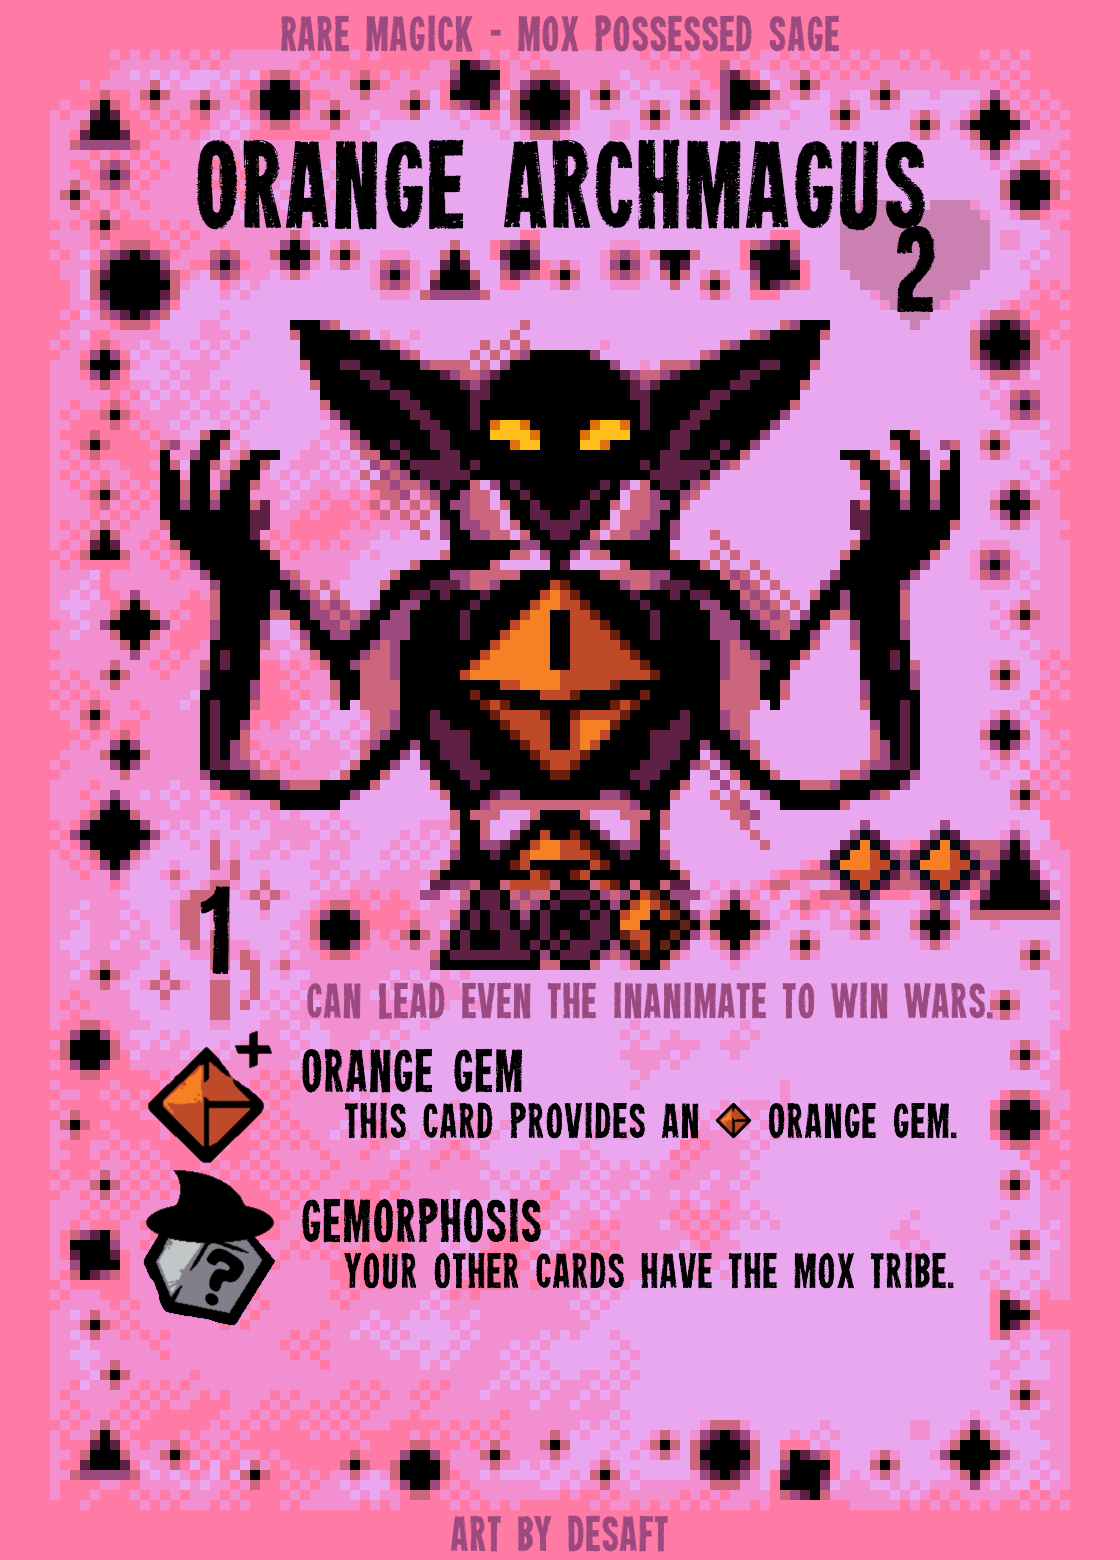 RARE MAGICK - MOX POSSESSED SAGE
ORANGE ARCHMAGUS
2
1
CAN LEAD EVEN THE INANIMATE TO WIN WARS.
ORANGE GEM
THIS CARD PROVIDES AN ORANGE GEM.
GEMORPHOSIS
?
YOUR OTHER CARDS HAVE THE MOX TRIBE.
ART BY DESAFT